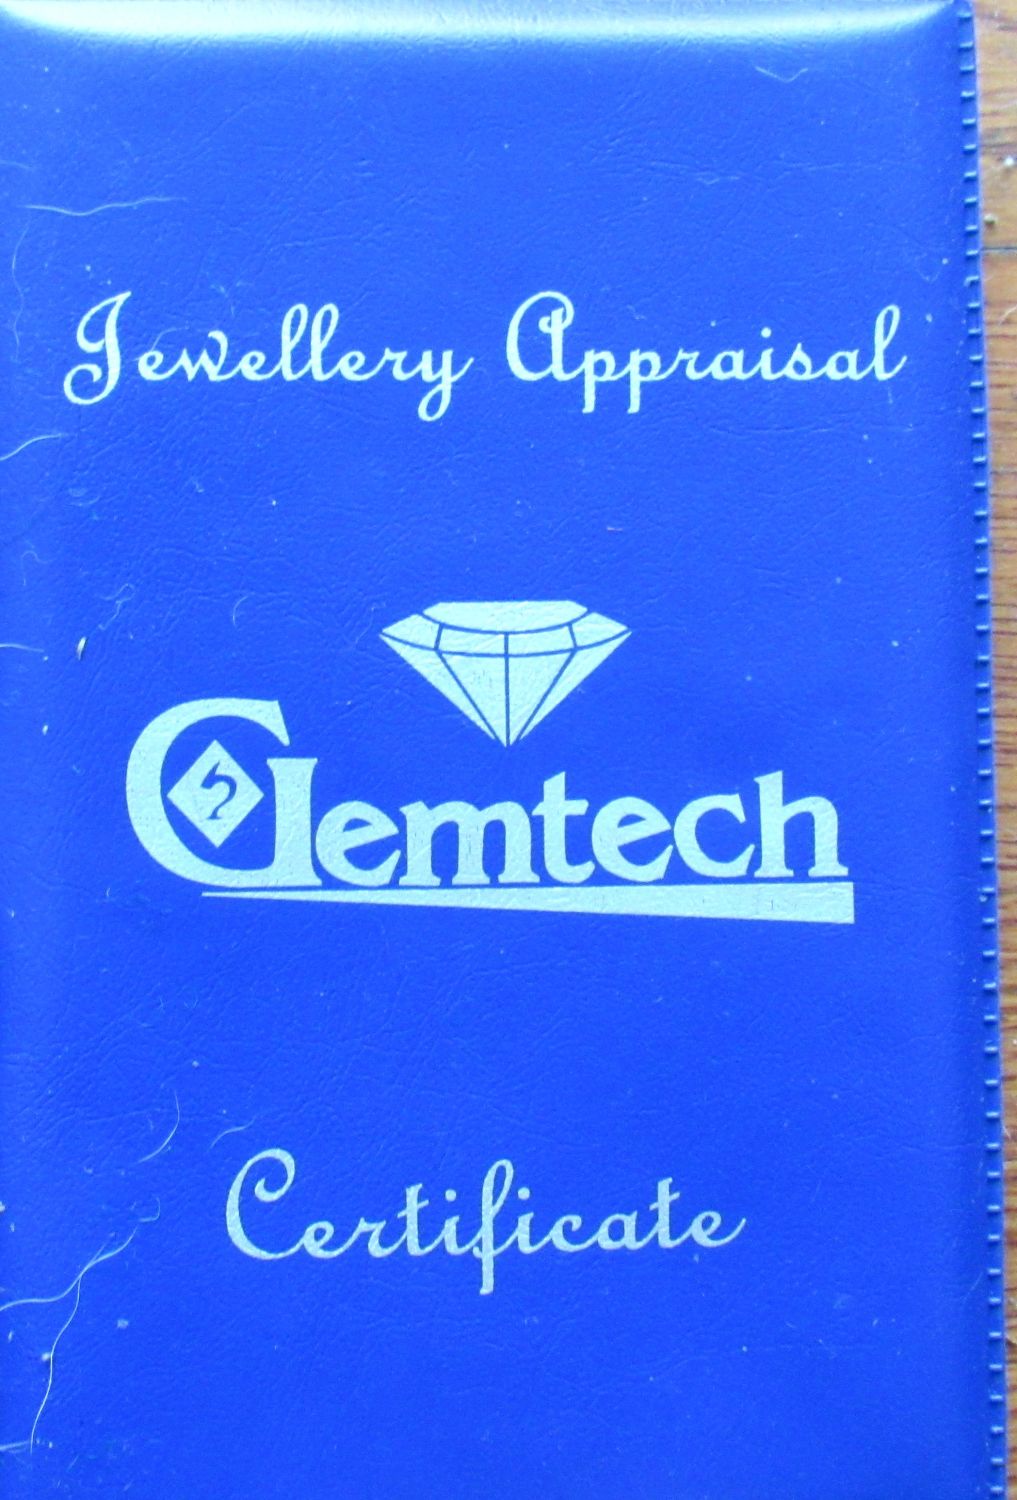 Jewellery Appraisal
Gemtech
Certificate